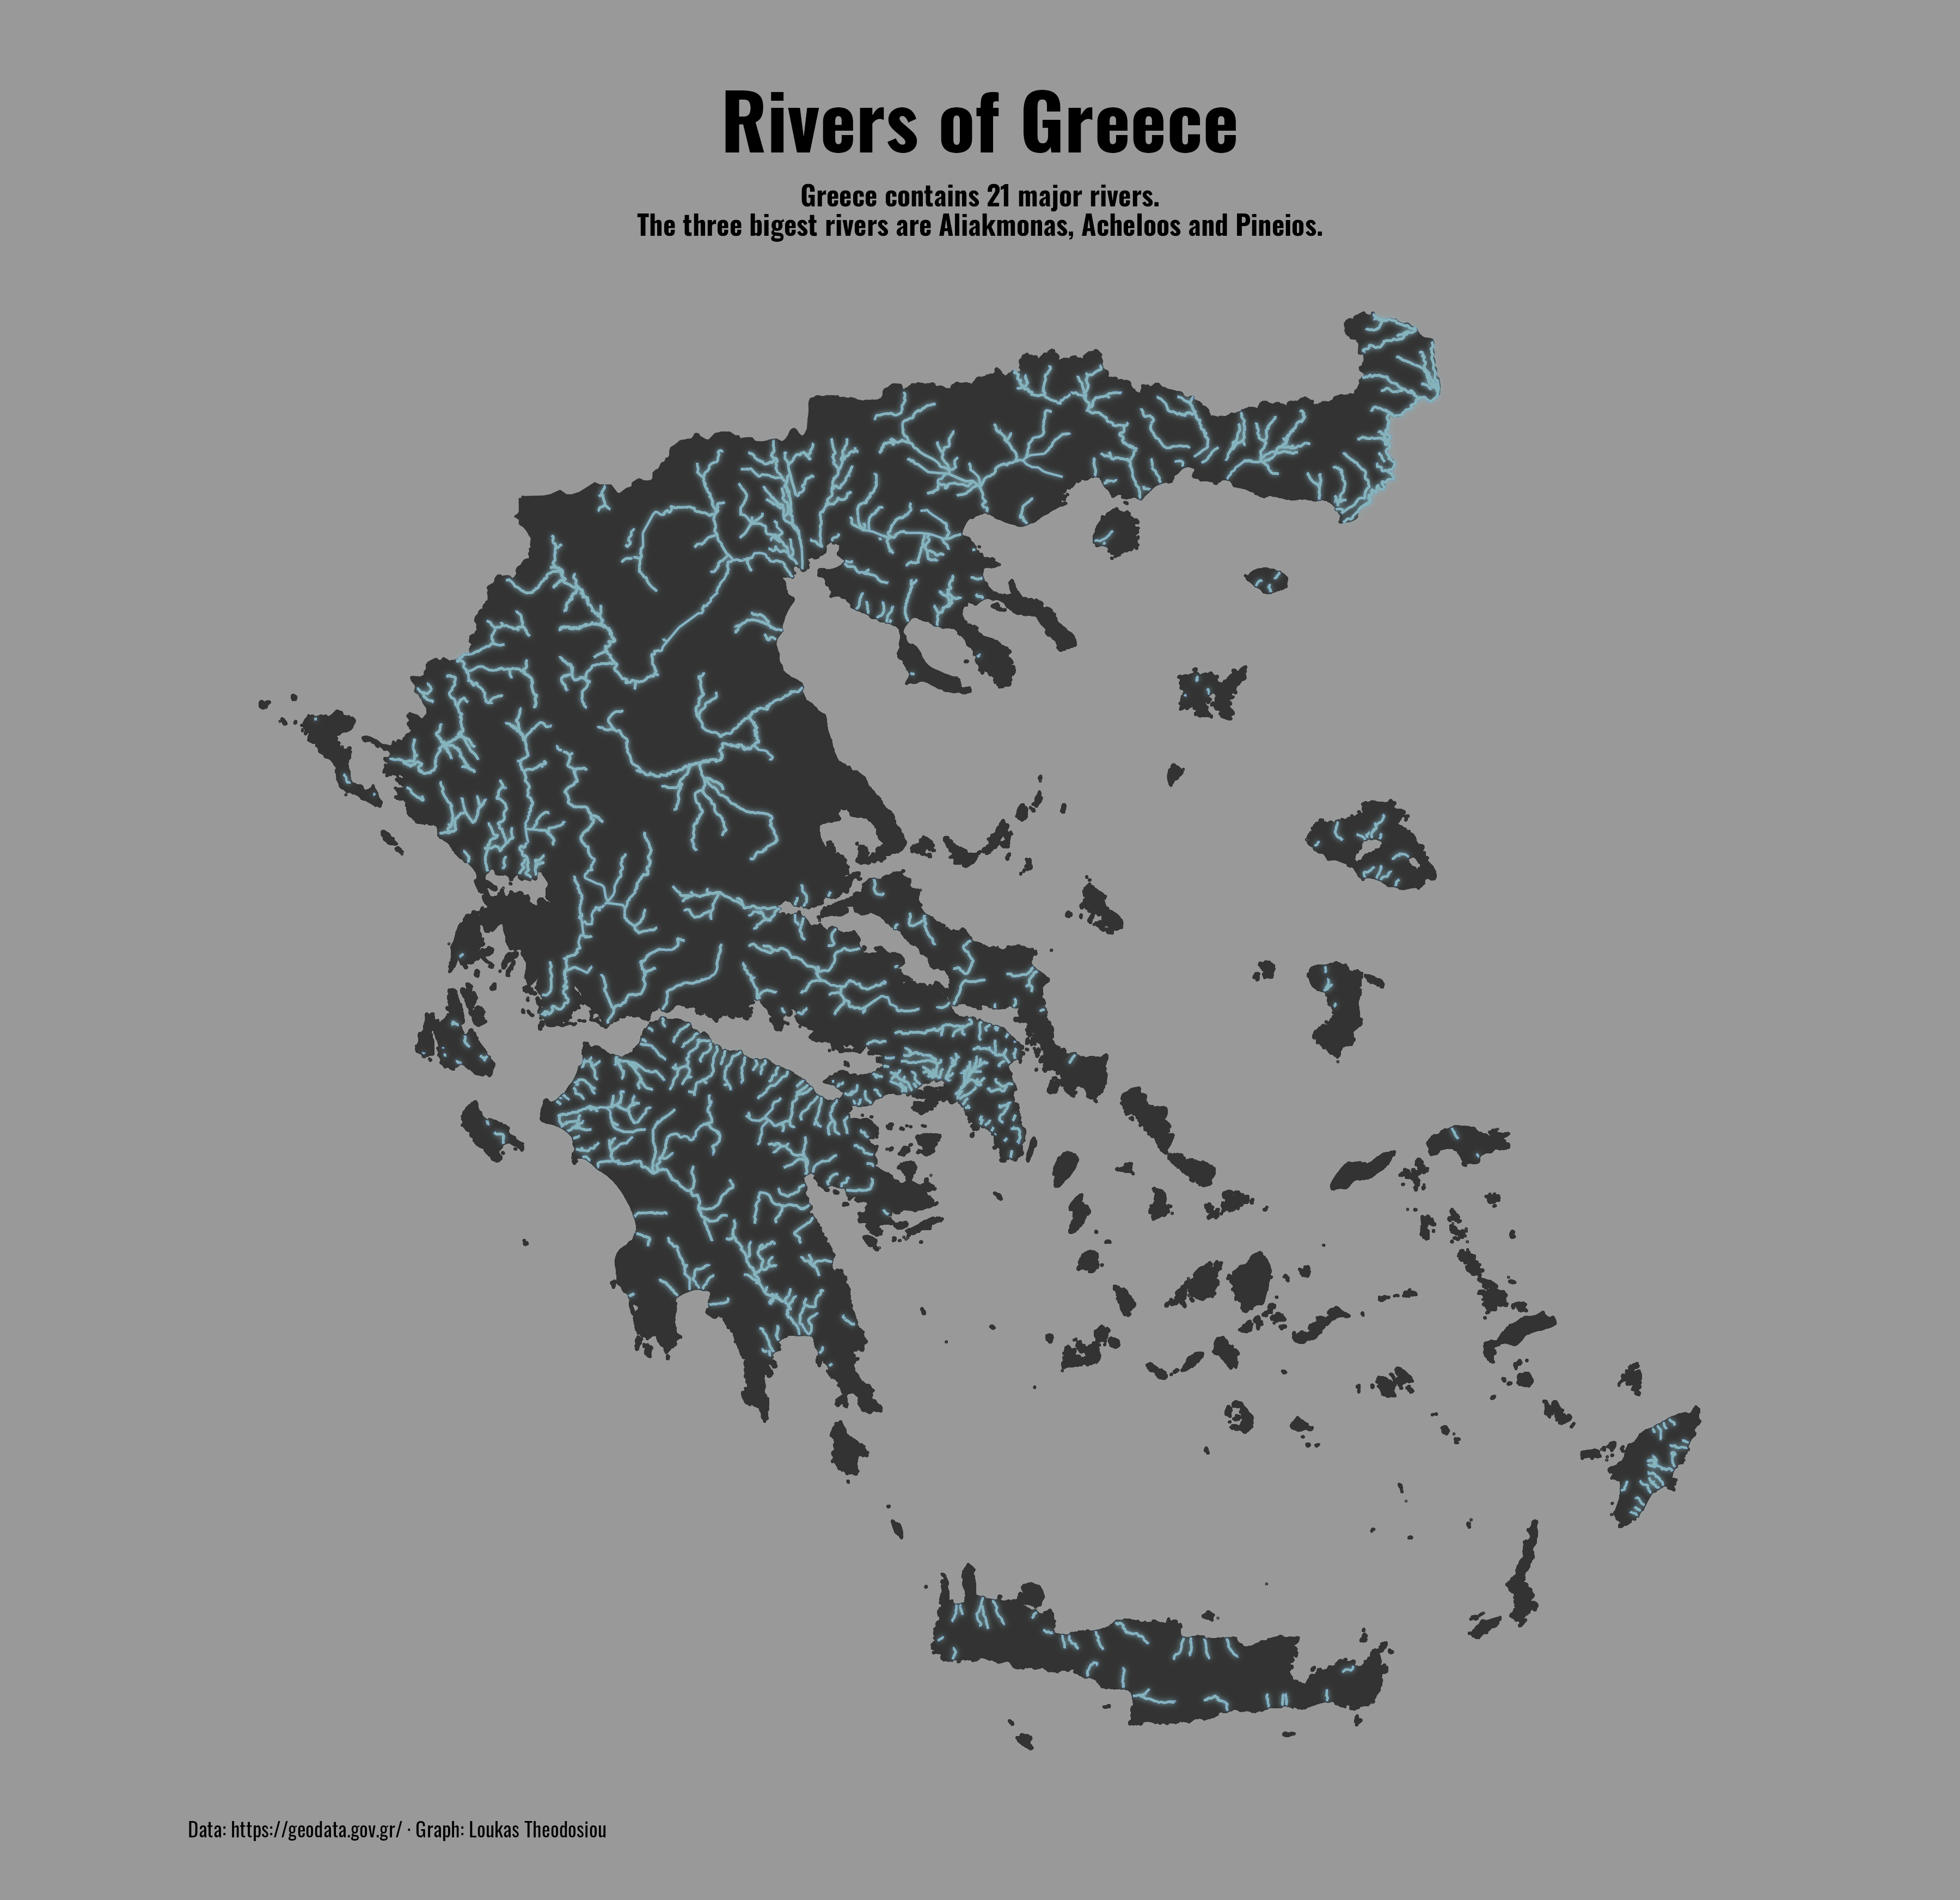 Rivers of Greece
Greece contains 21 major rivers.
The three bigest rivers are Aliakmonas, Acheloos and Pineios.
Data: https://geodata.gov.gr/ · Graph: Loukas Theodosiou